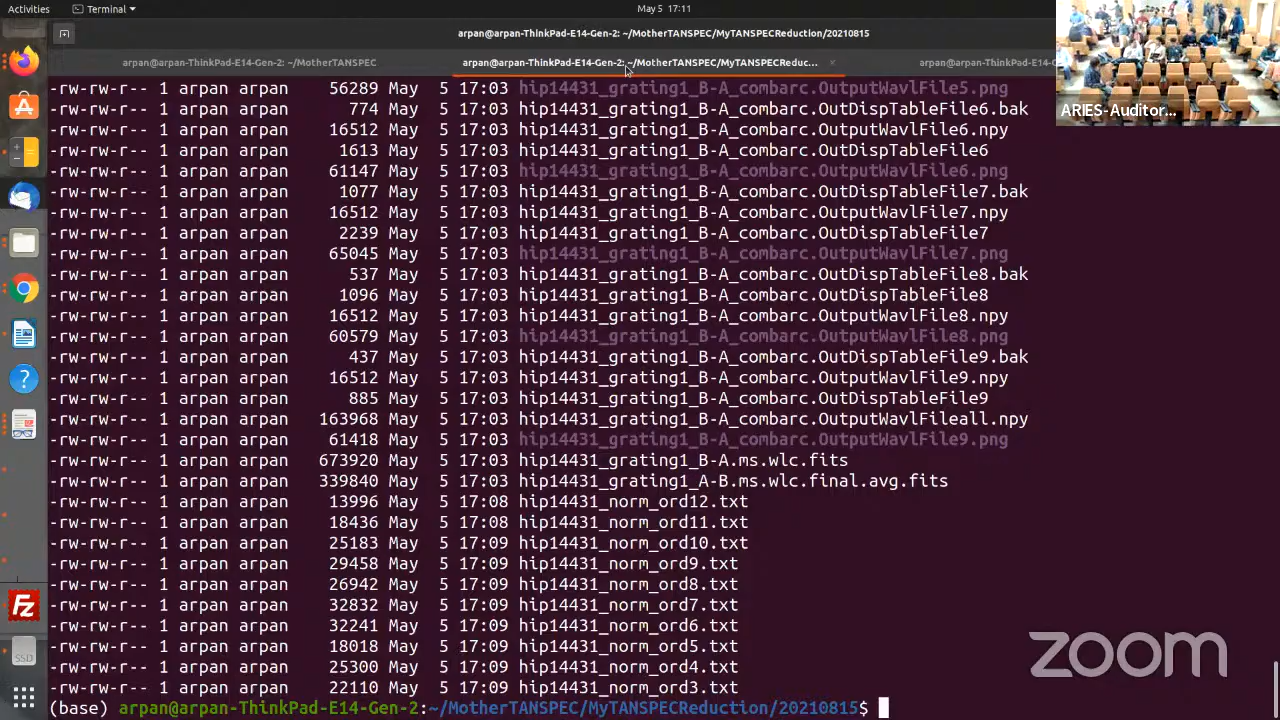 Activities
Terminal
May 5 17:11
arpan@arpan-ThinkPad-E14-Gen-2: ~/MotherTANSPEC/MyTANSPECReduction/20210815
arpan@arpan-ThinkPad-E14-Gen-2: ~/MotherTANSPEC
arpan@arpan-ThinkPad-E14-Gen-2: ~/MotherTANSPEC/MyTANSPECReduc...
arpan@arpan-ThinkPad-E14-G
ARIES-Auditor...
-rw-rw-r-- 1 arpan arpan 56289 May 5 17:03 hip14431_grating1_B-A_combarc.OutputWavlFile5.png
-rw-rw-r-- 1 arpan arpan 774 May 5 17:03 hip14431_grating1_B-A_combarc.OutDispTableFile6.bak
-rw-rw-r-- 1 arpan arpan 16512 May 5 17:03 hip14431_grating1_B-A_combarc.OutputWavlFile6.npy
-rw-rw-r-- 1 arpan arpan 1613 May 5 17:03 hip14431_grating1_B-A_combarc.OutDispTableFile6
-rw-rw-r-- 1 arpan arpan 61147 May 5 17:03 hip14431_grating1_B-A_combarc.OutputWavlFile6.png
-rw-rw-r-- 1 arpan arpan 1077 May 5 17:03 hip14431_grating1_B-A_combarc.OutDispTableFile7.bak
-rw-rw-r-- 1 arpan arpan 16512 May 5 17:03 hip14431_grating1_B-A_combarc.OutputWavlFile7.npy
-rw-rw-r-- 1 arpan arpan 2239 May 5 17:03 hip14431_grating1_B-A_combarc.OutDispTableFile7
-rw-rw-r-- 1 arpan arpan 65045 May 5 17:03 hip14431_grating1_B-A_combarc.OutputWavlFile7.png
-rw-rw-r-- 1 arpan arpan 537 May 5 17:03 hip14431_grating1_B-A_combarc.OutDispTableFile8.bak
-rw-rw-r-- 1 arpan arpan 1096 May 5 17:03 hip14431_grating1_B-A_combarc.OutDispTableFile8
-rw-rw-r-- 1 arpan arpan 16512 May 5 17:03 hip14431_grating1_B-A_combarc.OutputWavlFile8.npy
-rw-rw-r-- 1 arpan arpan 60579 May 5 17:03 hip14431_grating1_B-A_combarc.OutputWavlFile8.png
-rw-rw-r-- 1 arpan arpan 437 May 5 17:03 hip14431_grating1_B-A_combarc.OutDispTableFile9.bak
-rw-rw-r-- 1 arpan arpan 16512 May 5 17:03 hip14431_grating1_B-A_combarc.OutputWavlFile9.npy
-rw-rw-r-- 1 arpan arpan 885 May 5 17:03 hip14431_grating1_B-A_combarc.OutDispTableFile9
-rw-rw-r-- 1 arpan arpan 163968 May 5 17:03 hip14431_grating1_B-A_combarc.OutputWavlFileall.npy
-rw-rw-r-- 1 arpan arpan 61418 May 5 17:03 hip14431_grating1_B-A_combarc.OutputWavlFile9.png
-rw-rw-r-- 1 arpan arpan 673920 May 5 17:03 hip14431_grating1_B-A.ms.wlc.fits
-rw-rw-r-- 1 arpan arpan 339840 May 5 17:03 hip14431_grating1_A-B.ms.wlc.final.avg.fits
-rw-rw-r-- 1 arpan arpan 13996 May 5 17:08 hip14431_norm_ord12.txt
-rw-rw-r-- 1 arpan arpan 18436 May 5 17:08 hip14431_norm_ord11.txt
-rw-rw-r-- 1 arpan arpan 25183 May 5 17:09 hip14431_norm_ord10.txt
-rw-rw-r-- 1 arpan arpan 29458 May 5 17:09 hip14431_norm_ord9.txt
-rw-rw-r-- 1 arpan arpan 26942 May 5 17:09 hip14431_norm_ord8.txt
-rw-rw-r-- 1 arpan arpan 32832 May 5 17:09 hip14431_norm_ord7.txt
-rw-rw-r-- 1 arpan arpan 32241 May 5 17:09 hip14431_norm_ord6.txt
-rw-rw-r-- 1 arpan arpan 18018 May 5 17:09 hip14431_norm_ord5.txt
-rw-rw-r-- 1 arpan arpan 25300 May 5 17:09 hip14431_norm_ord4.txt
-rw-rw-r-- 1 arpan arpan 22110 May 5 17:09 hip14431_norm_ord3.txt
(base) arpan@arpan-ThinkPad-E14-Gen-2:~/MotherTANSPEC/MyTANSPECReduction/20210815$
Fz
SSD
zoom